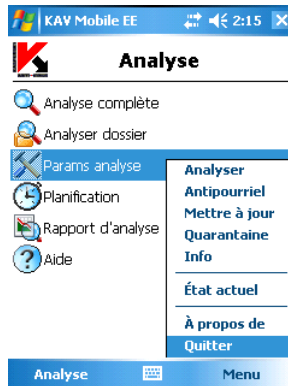 KAV Mobile EE 2:15
Analyse
Analyse complète
Analyser dossier
Params analyse
Planification
Rapport d'analyse
Aide
Analyser
Antipourriel
Mettre à jour
Quarantaine
Info
État actuel
À propos de
Quitter
Analyse Menu